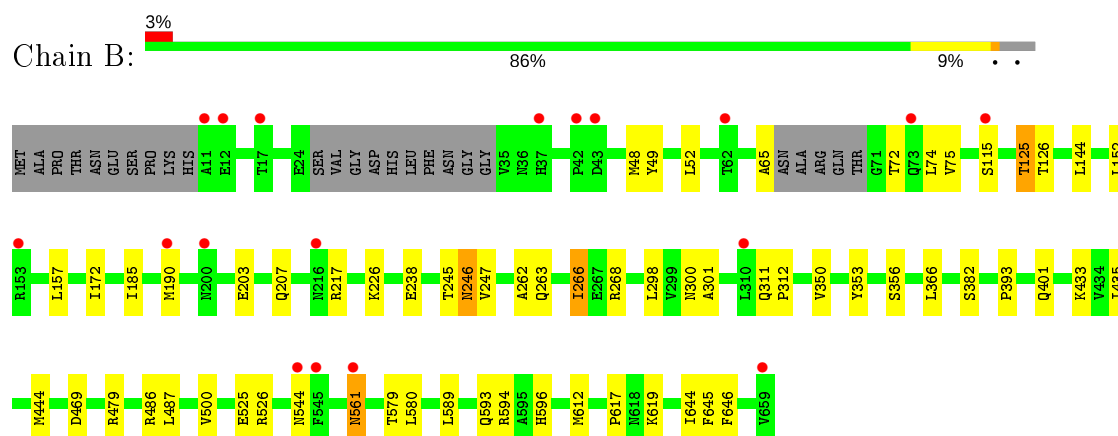 3%
Chain B:
86% 9% • •
MET ALA PRO THR ASN GLU SER PRO LYS HIS A11 E12 T17 E24 SER VAL GLY ASP HIS LEU PHE ASN GLY GLY V35 N36 H37 P42 D43 M48 Y49 L52 T62 A65 ASN ALA ARG GLN THR G71 T72 Q73 L74 V75 S115 T125 T126 L144 L152
R153 L157 I172 I185 M190 N200 E203 Q207 N216 R217 K226 E238 T245 N246 V247 A262 Q263 I266 E267 R268 L298 V299 N300 A301 L310 Q311 P312 V350 Y353 S356 L366 S382 P393 Q401 K433 V434 I435
M444 D469 R479 R486 L487 V500 E525 R526 N544 F545 N561 T579 L580 L589 Q593 R594 A595 H596 M612 P617 N618 K619 I644 F645 F646 V659